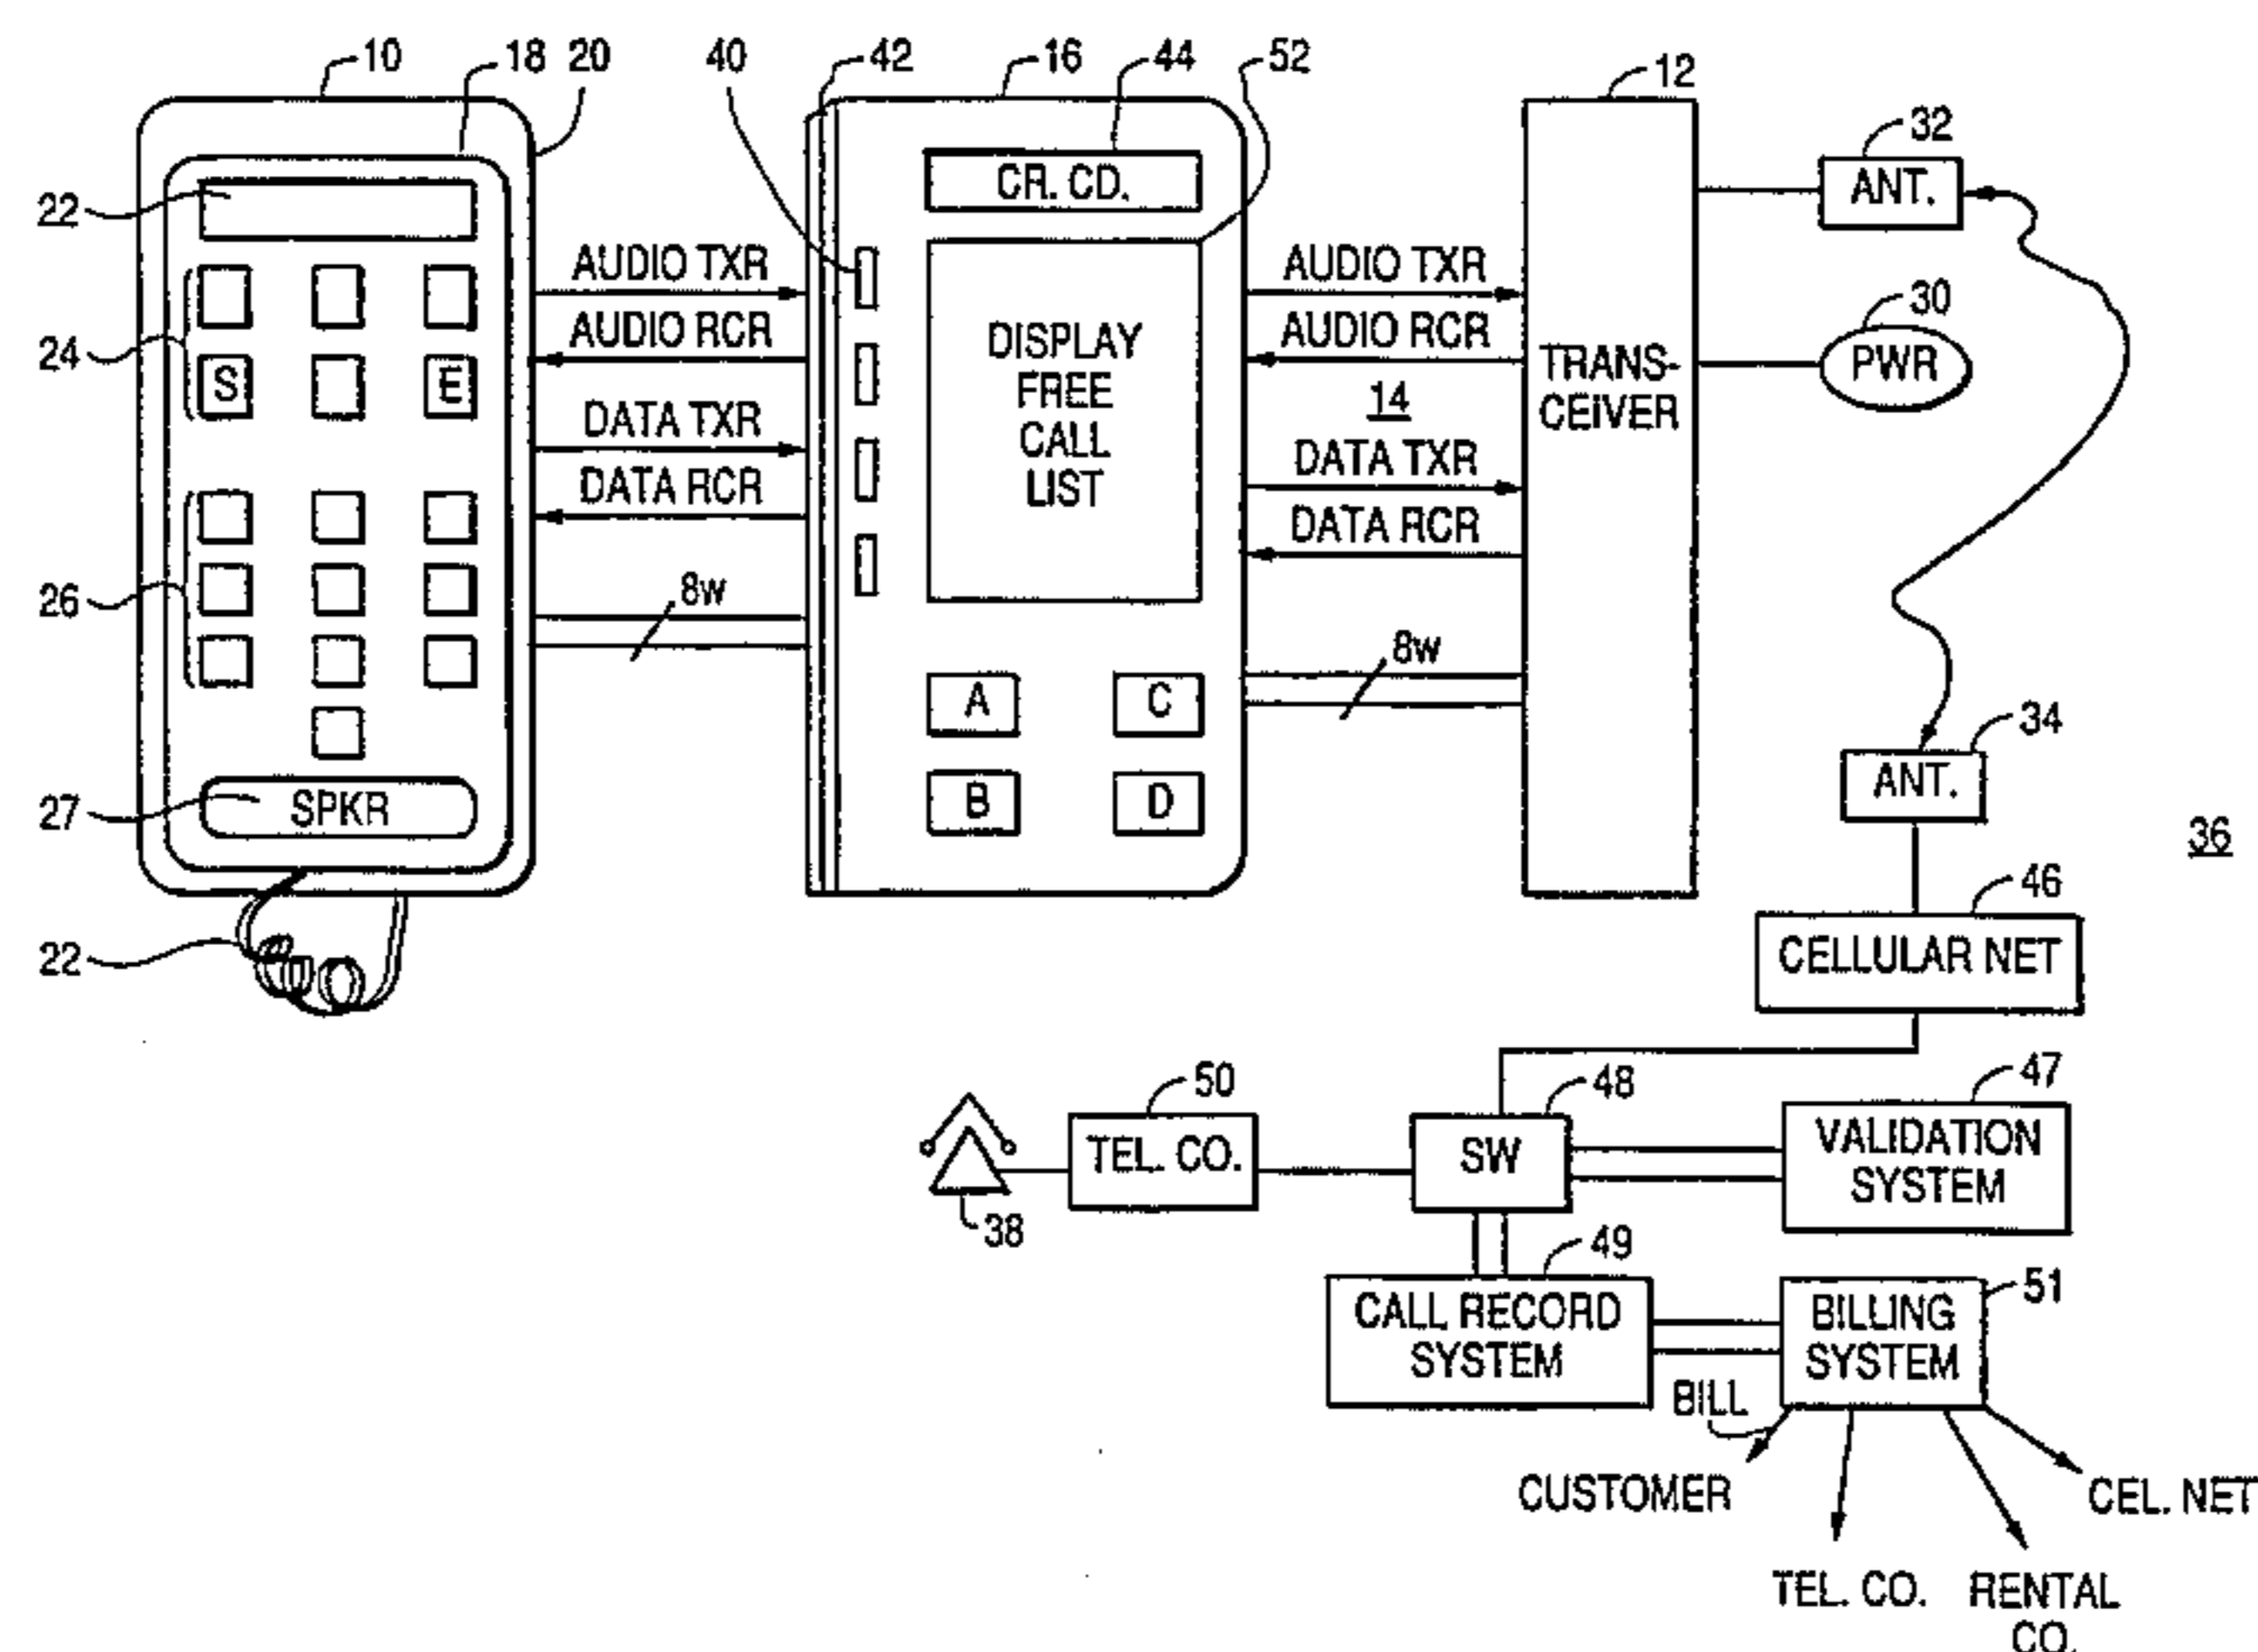 10
18
20
40
42
16
44
52
12
32
22
24
26
27
22
S
E
SPKR
AUDIO TXR
AUDIO RCR
DATA TXR
DATA RCR
8w
CR. CD.
DISPLAY
FREE
CALL
LIST
A
C
B
D
AUDIO TXR
AUDIO RCR
14
DATA TXR
DATA RCR
8w
TRANS-
CEIVER
ANT.
30
PWR
34
ANT.
36
46
CELLULAR NET
50
TEL. CO.
38
48
SW
47
VALIDATION
SYSTEM
49
CALL RECORD
SYSTEM
51
BILLING
SYSTEM
BILL
CUSTOMER
CEL. NET
TEL. CO.
RENTAL
CO.